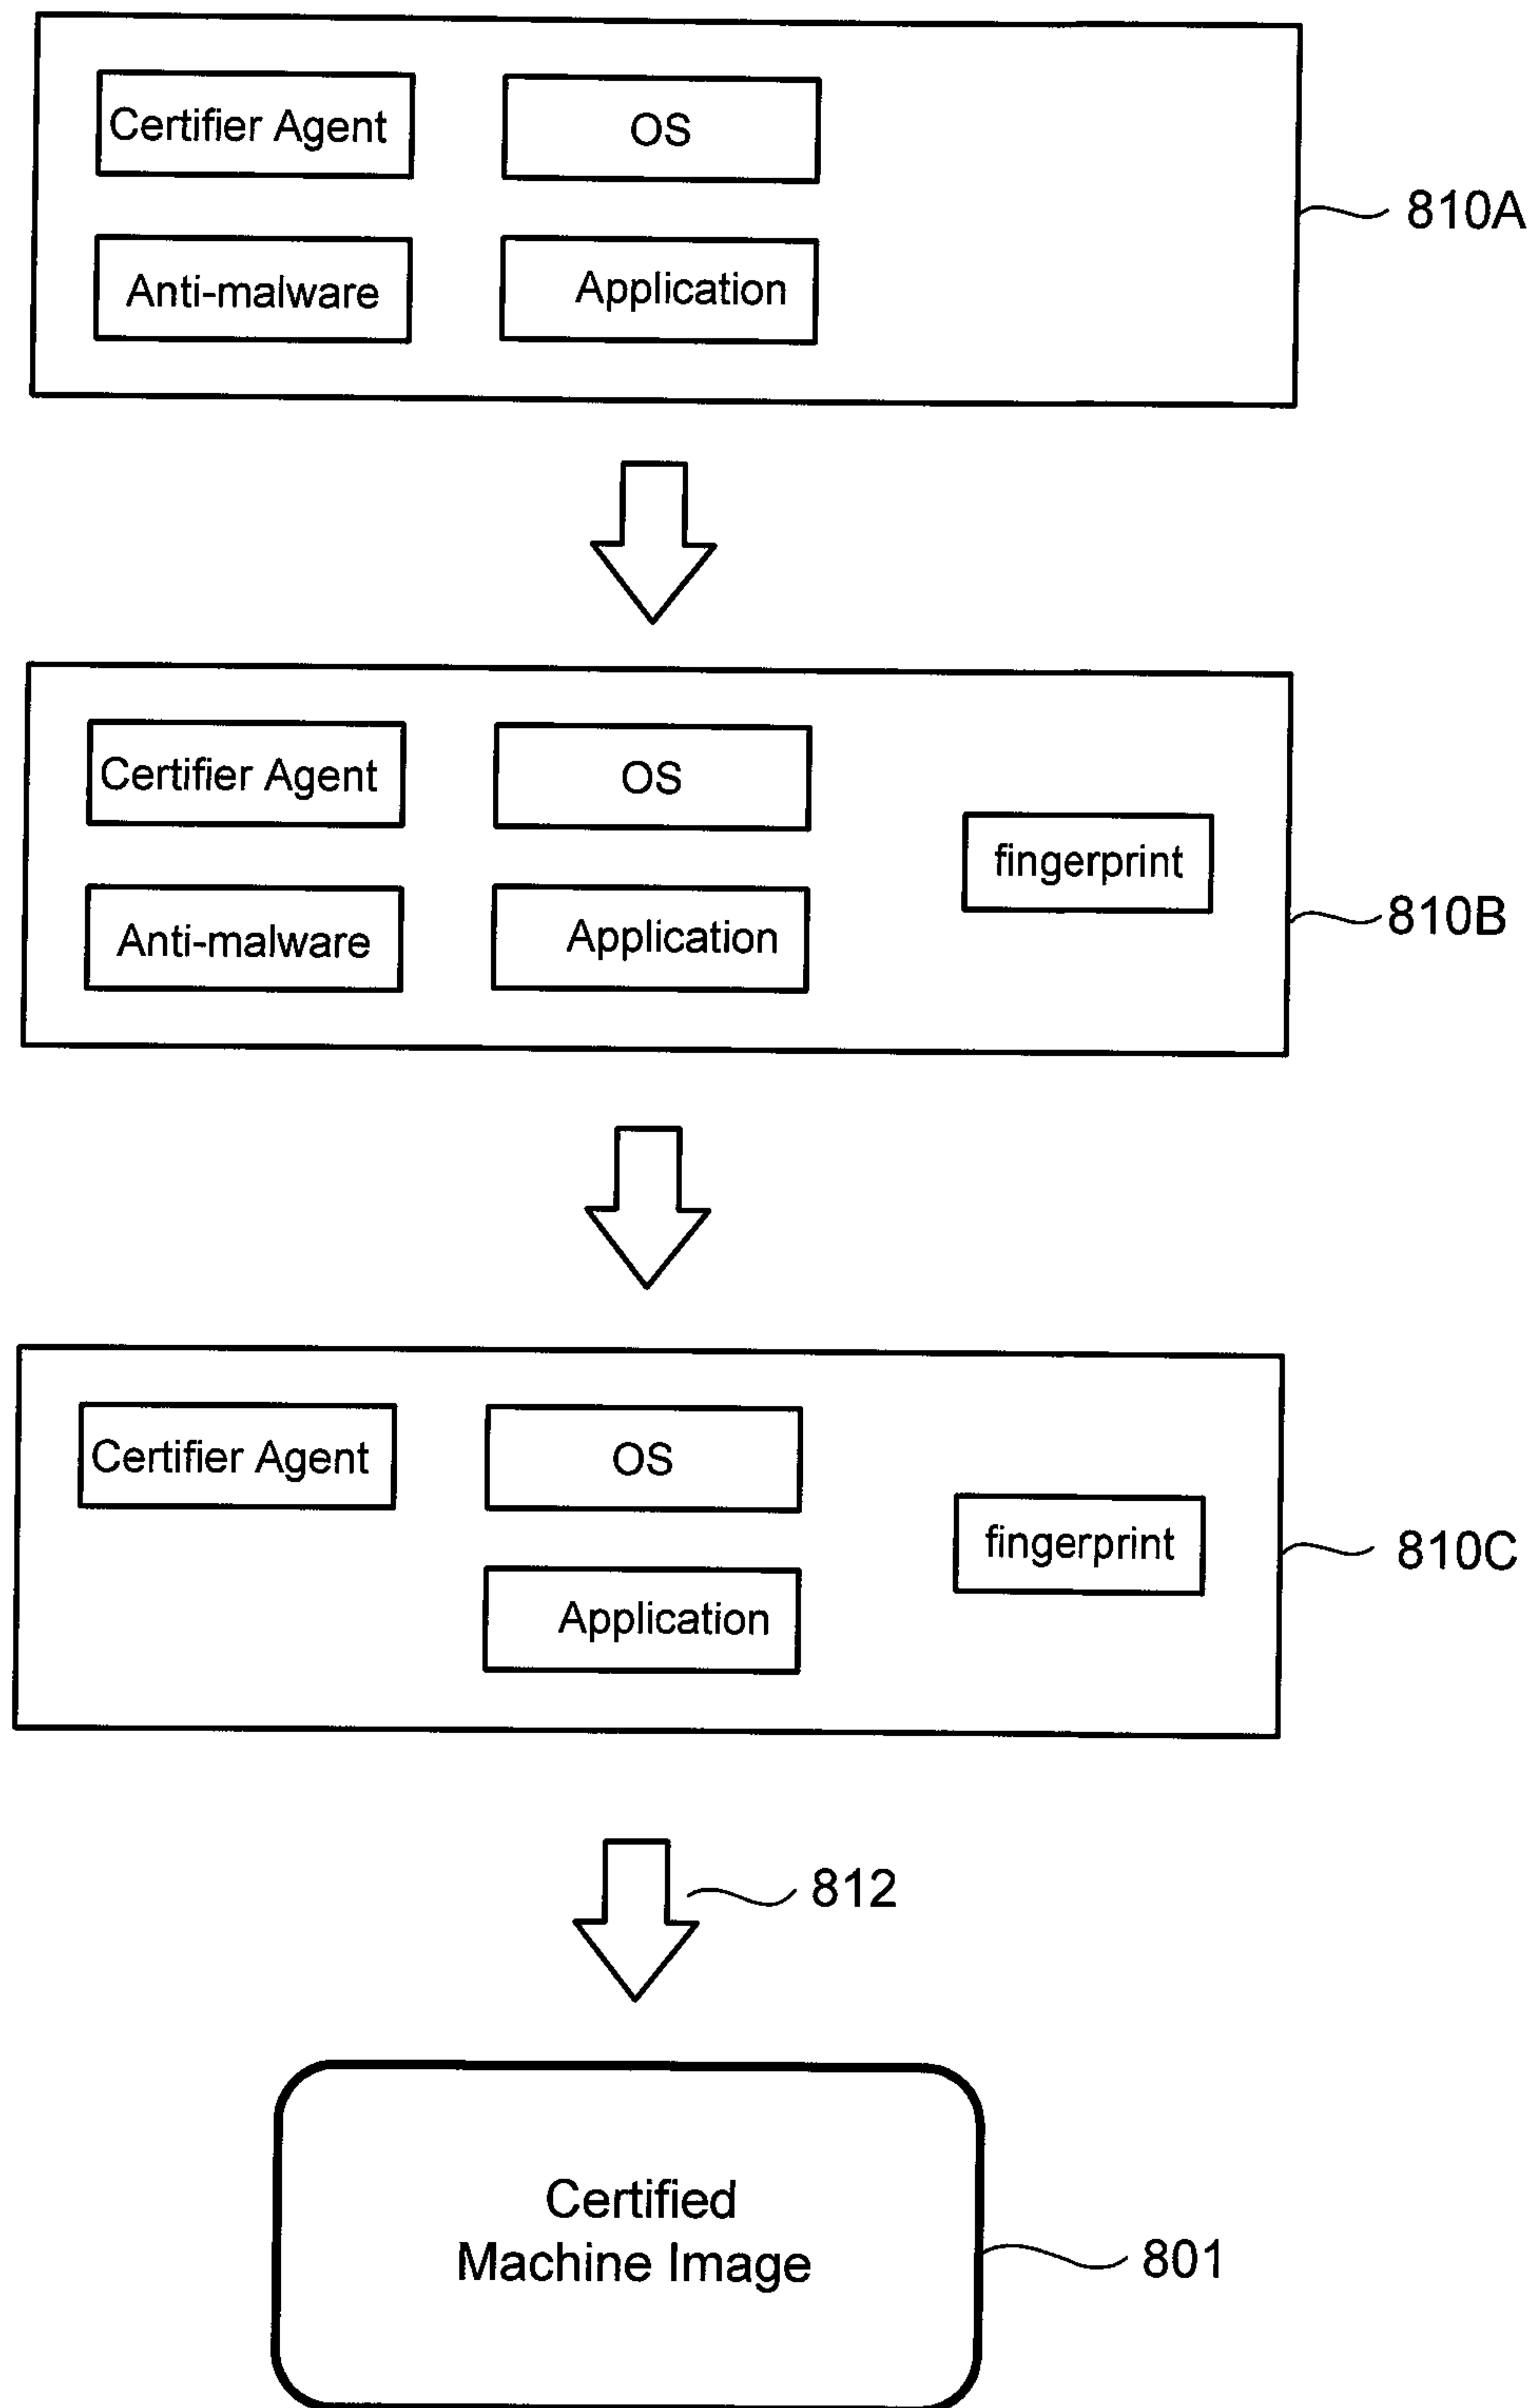 Certifier Agent
OS
810A
Anti-malware
Application
Certifier Agent
OS
fingerprint
810B
Anti-malware
Application
Certifier Agent
OS
fingerprint
810C
Application
812
Certified
Machine Image
801